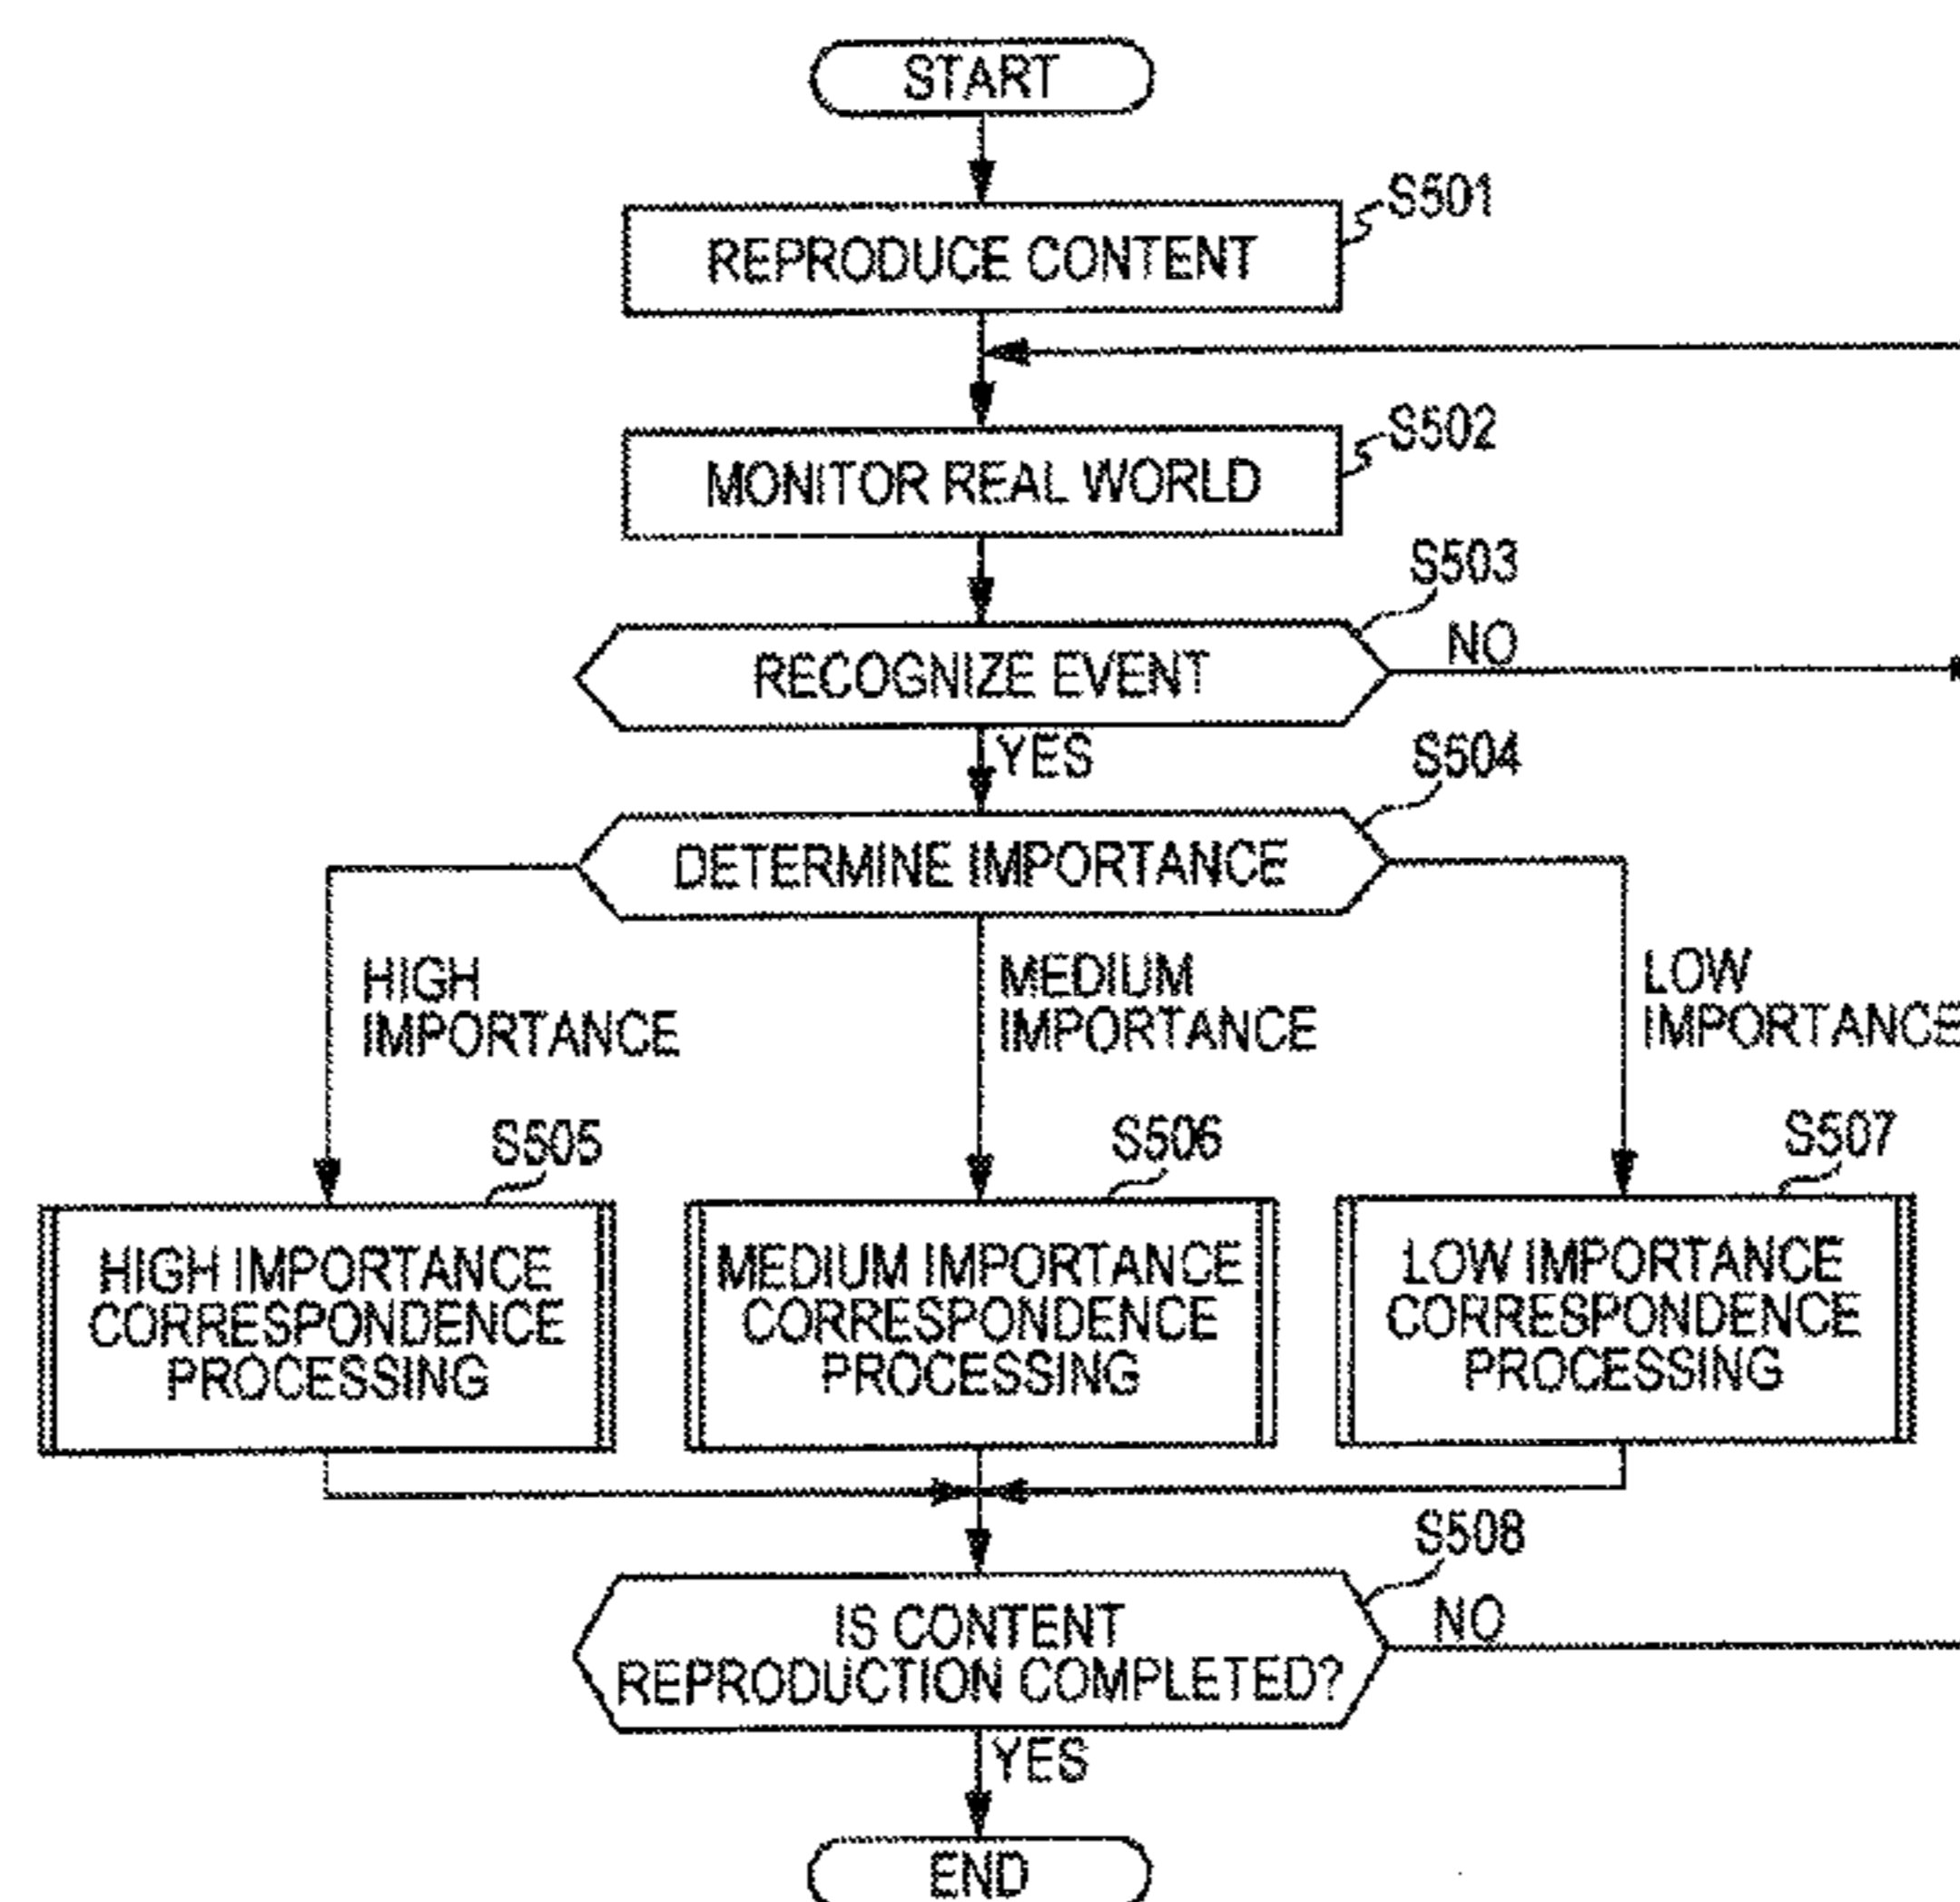 START
S501
REPRODUCE CONTENT
S502
MONITOR REAL WORLD
S503
RECOGNIZE EVENT
NO
YES
S504
DETERMINE IMPORTANCE
HIGH
IMPORTANCE
MEDIUM
IMPORTANCE
LOW
IMPORTANCE
S505
HIGH IMPORTANCE
CORRESPONDENCE
PROCESSING
S506
MEDIUM IMPORTANCE
CORRESPONDENCE
PROCESSING
S507
LOW IMPORTANCE
CORRESPONDENCE
PROCESSING
S508
IS CONTENT
REPRODUCTION COMPLETED?
NO
YES
END